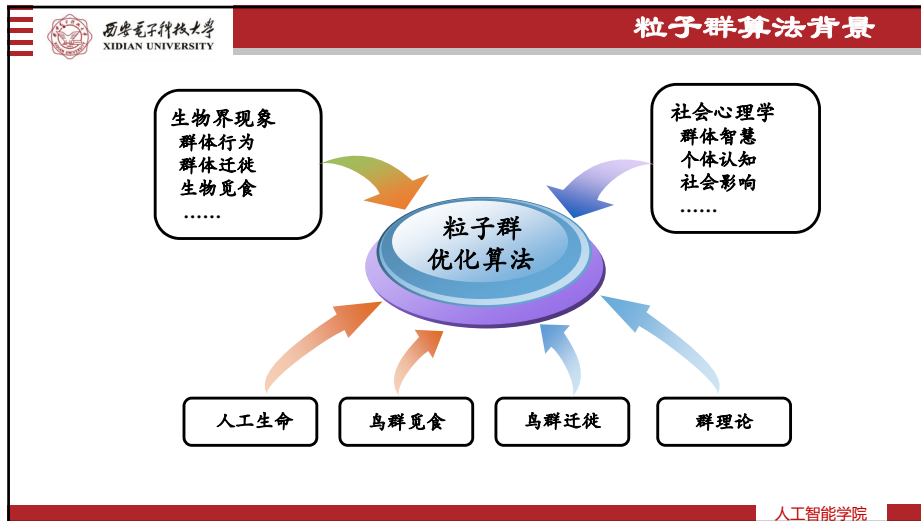 西安电子科技大学
XIDIAN UNIVERSITY
粒子群算法背景
生物界现象
群体行为
群体迁徙
生物觅食
……
社会心理学
群体智慧
个体认知
社会影响
……
粒子群
优化算法
人工生命
鸟群觅食
鸟群迁徙
群理论
人工智能学院